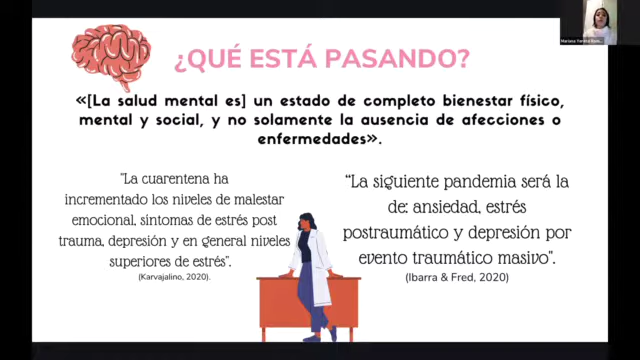 ¿QUÉ ESTÁ PASANDO?
«[La salud mental es] un estado de completo bienestar físico,
mental y social, y no solamente la ausencia de afecciones o
enfermedades».
"La cuarentena ha
incrementado los niveles de malestar
emocional, sintomas de estrés post
trauma, depresión y en general niveles
superiores de estrés".
(Karvajalino, 2020).
“La siguiente pandemia será la
de: ansiedad, estrés
postraumático y depresión por
evento traumático masivo”.
(Ibarra & Fred, 2020)
Mariana